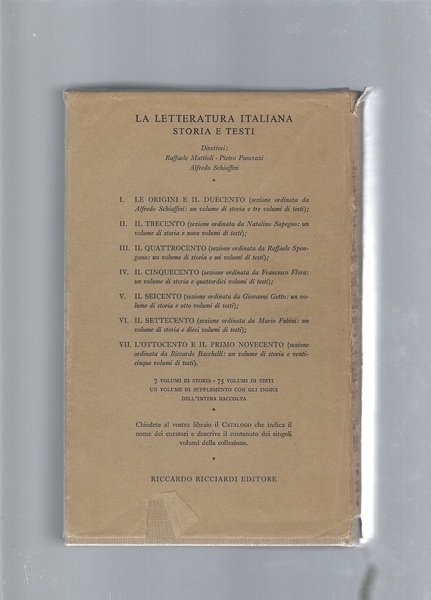 LA LETTERATURA ITALIANA
STORIA E TESTI
Direttori:
Raffaele Mattioli - Pietro Pancrazi
Alfredo Schiaffini
*
I. LE ORIGINI E IL DUECENTO (sezione ordinata da
Alfredo Schiaffini: un volume di storia e tre volumi di testi);
II. IL TRECENTO (sezione ordinata da Natalino Sapegno: un
volume di storia e nove volumi di testi);
III. IL QUATTROCENTO (sezione ordinata da Raffaele Spon-
gano: un volume di storia e sei volumi di testi);
IV. IL CINQUECENTO (sezione ordinata da Francesco Flora:
un volume di storia e quattordici volumi di testi);
V. IL SEICENTO (sezione ordinata da Giovanni Getto: un vo-
lume di storia e otto volumi di testi);
VI. IL SETTECENTO (sezione ordinata da Mario Fubini: un
volume di storia e dieci volumi di testi);
VII. L'OTTOCENTO E IL PRIMO NOVECENTO (sezione
ordinata da Riccardo Bacchelli: un volume di storia e venti-
cinque volumi di testi).
7 VOLUMI DI STORIA - 75 VOLUMI DI TESTI
UN VOLUME DI SUPPLEMENTO CON GLI INDICI
DELL'INTERA RACCOLTA
*
Chiedete al vostro libraio il CATALOGO che indica il
nome dei curatori e descrive il contenuto dei singoli
volumi della collezione.
*
RICCARDO RICCIARDI EDITORE